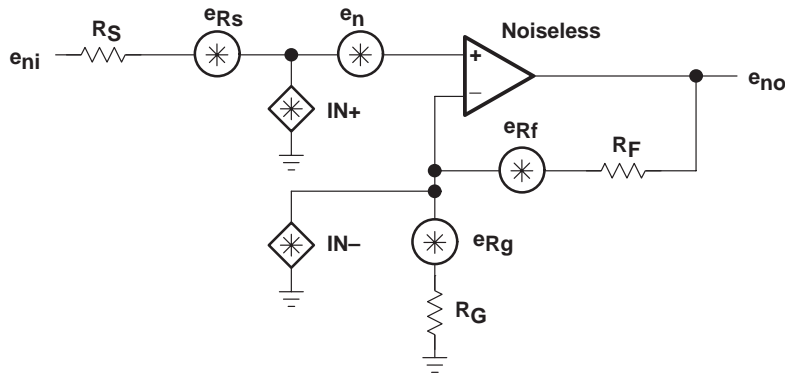 eRs
en
Noiseless
RS
eni
+
eno
IN+
–
eRf
RF
IN–
eRg
RG